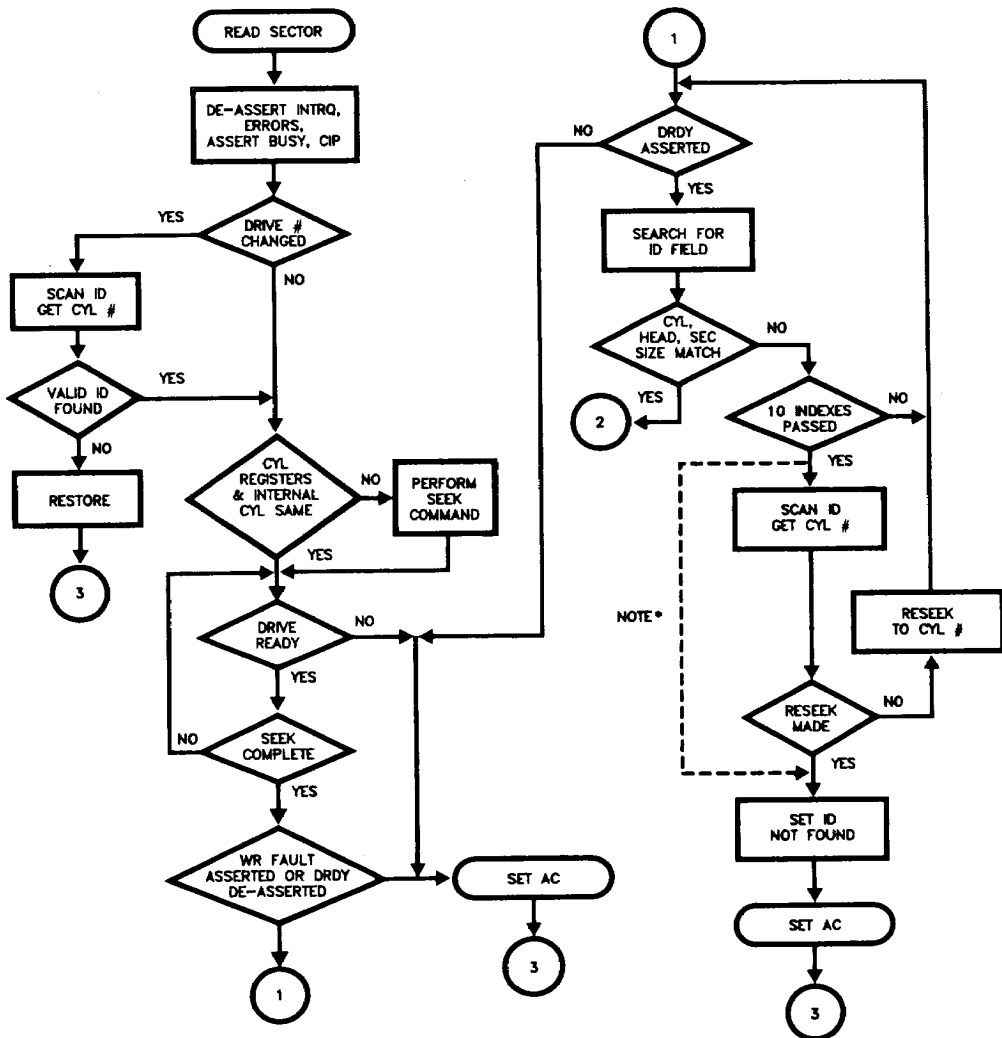 READ SECTOR
DE-ASSERT INTRQ,
ERRORS,
ASSERT BUSY, CIP
DRIVE #
CHANGED
YES
NO
SCAN ID
GET CYL #
VALID ID
FOUND
YES
NO
RESTORE
3
CYL
REGISTERS
& INTERNAL
CYL SAME
NO
PERFORM
SEEK
COMMAND
YES
DRIVE
READY
NO
YES
SEEK
COMPLETE
NO
YES
WR FAULT
ASSERTED OR DRDY
DE-ASSERTED
SET AC
3
1
1
DRDY
ASSERTED
NO
YES
SEARCH FOR
ID FIELD
CYL,
HEAD, SEC
SIZE MATCH
NO
YES
2
10 INDEXES
PASSED
NO
YES
SCAN ID
GET CYL #
NOTE*
RESEEK
TO CYL #
RESEEK
MADE
NO
YES
SET ID
NOT FOUND
SET AC
3